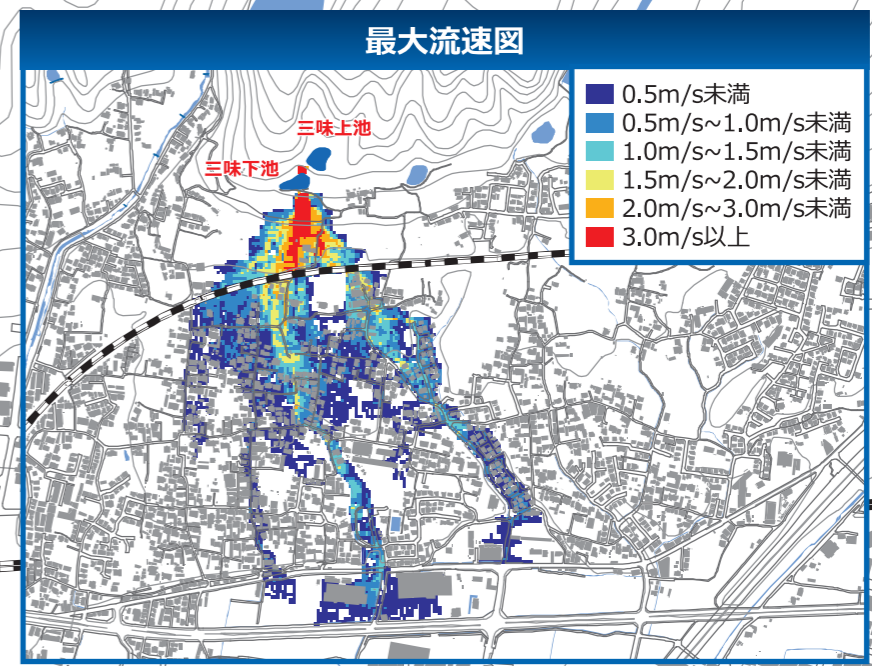 最大流速図
三味上池
三味下池
0.5m/s未満
0.5m/s~1.0m/s未満
1.0m/s~1.5m/s未満
1.5m/s~2.0m/s未満
2.0m/s~3.0m/s未満
3.0m/s以上